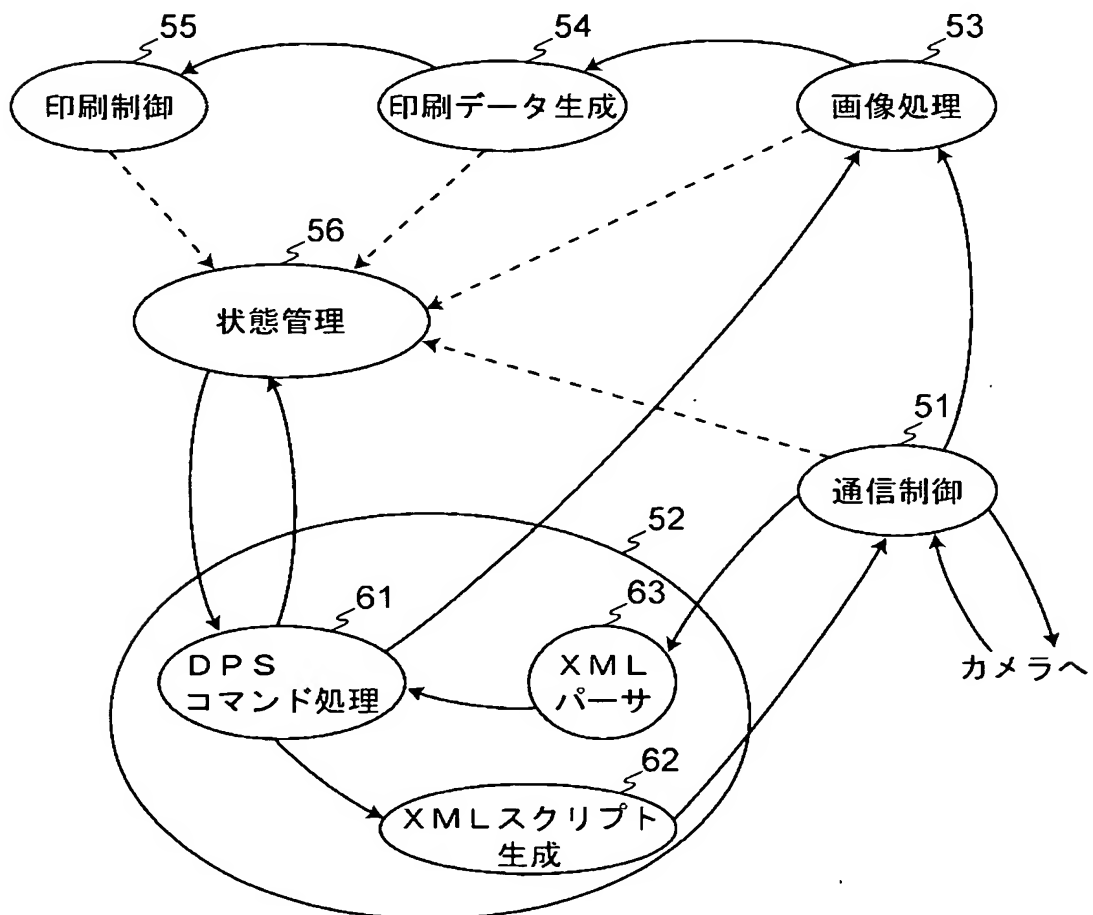 55
54
53
印刷制御
印刷データ生成
画像処理
56
状態管理
51
通信制御
52
61
63
DPS
コマンド処理
XML
パーサ
カメラへ
62
XMLスクリプト
生成